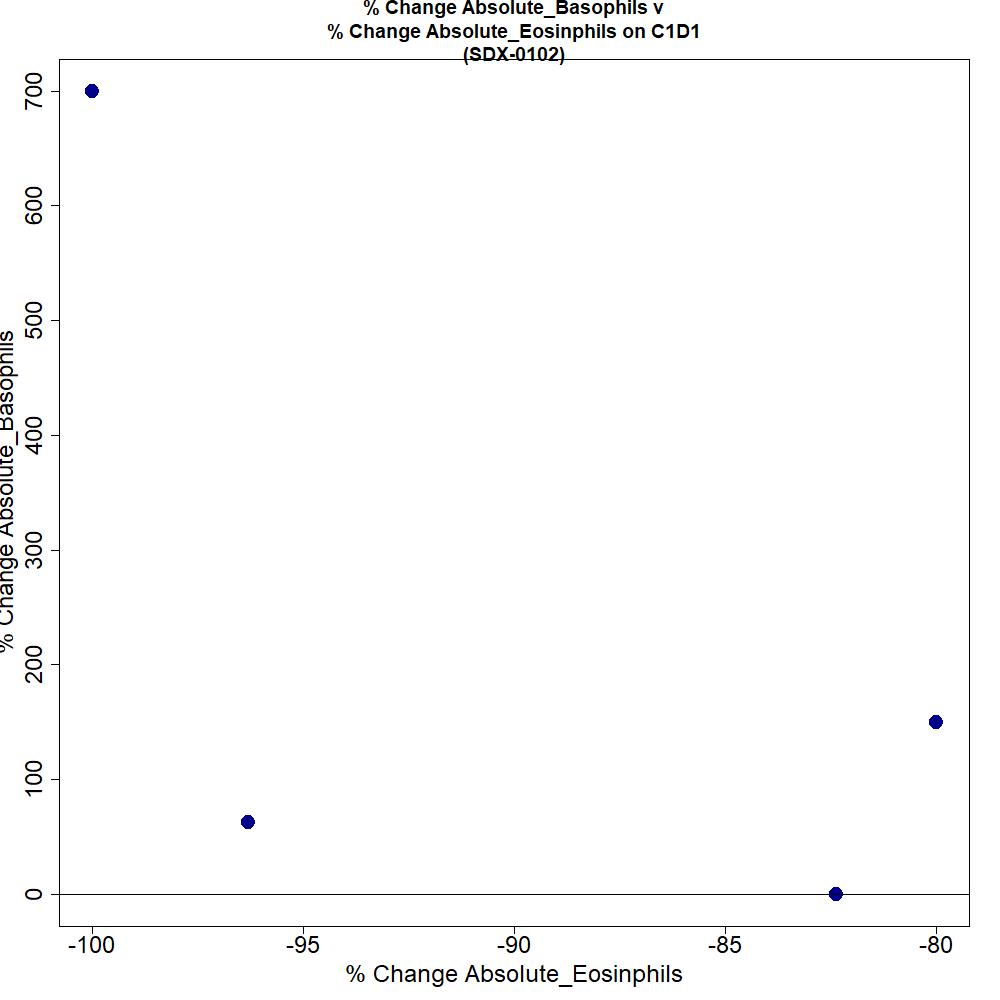 % Change Absolute_Basophils v
% Change Absolute_Eosinphils on C1D1
(SDX-0102)
% Change Absolute_Basophils
700
600
500
400
300
200
100
0
-100
-95
-90
-85
-80
% Change Absolute_Eosinphils